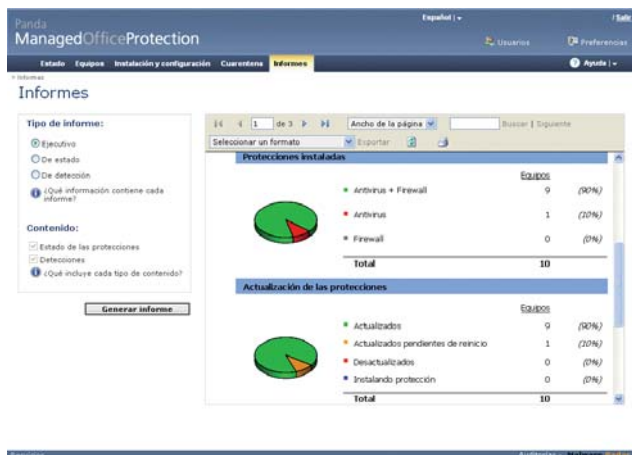 Panda
ManagedOfficeProtection
Español | Salir
Usuarios Preferencias
Estado Equipos Instalación y configuración Cuarentena Informes Ayuda |
Informes
Informes
Tipo de informe:
Ejecutivo
De estado
De detección
¿Qué información contiene cada informe?
Contenido:
Estado de las protecciones
Detecciones
¿Qué incluye cada tipo de contenido?
Generar informe
1 de 3 Ancho de la página Buscar | Siguiente
Seleccionar un formato Exportar
Protecciones instaladas
Equipos
Antivirus + Firewall 9 (90%)
Antivirus 1 (10%)
Firewall 0 (0%)
Total 10
Actualización de las protecciones
Equipos
Actualizados 9 (90%)
Actualizados pendientes de reinicio 1 (10%)
Desactualizados 0 (0%)
Instalando protección 0 (0%)
Total 10